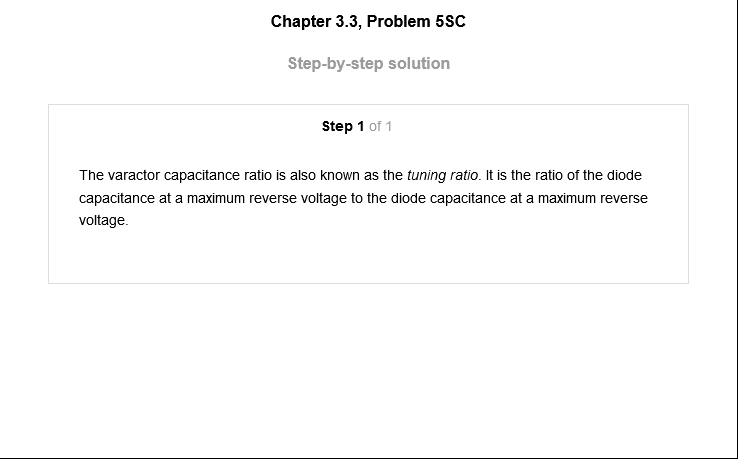 Chapter 3.3, Problem 5SC
Step-by-step solution
Step 1 of 1
The varactor capacitance ratio is also known as the tuning ratio. It is the ratio of the diode
capacitance at a maximum reverse voltage to the diode capacitance at a maximum reverse
voltage.